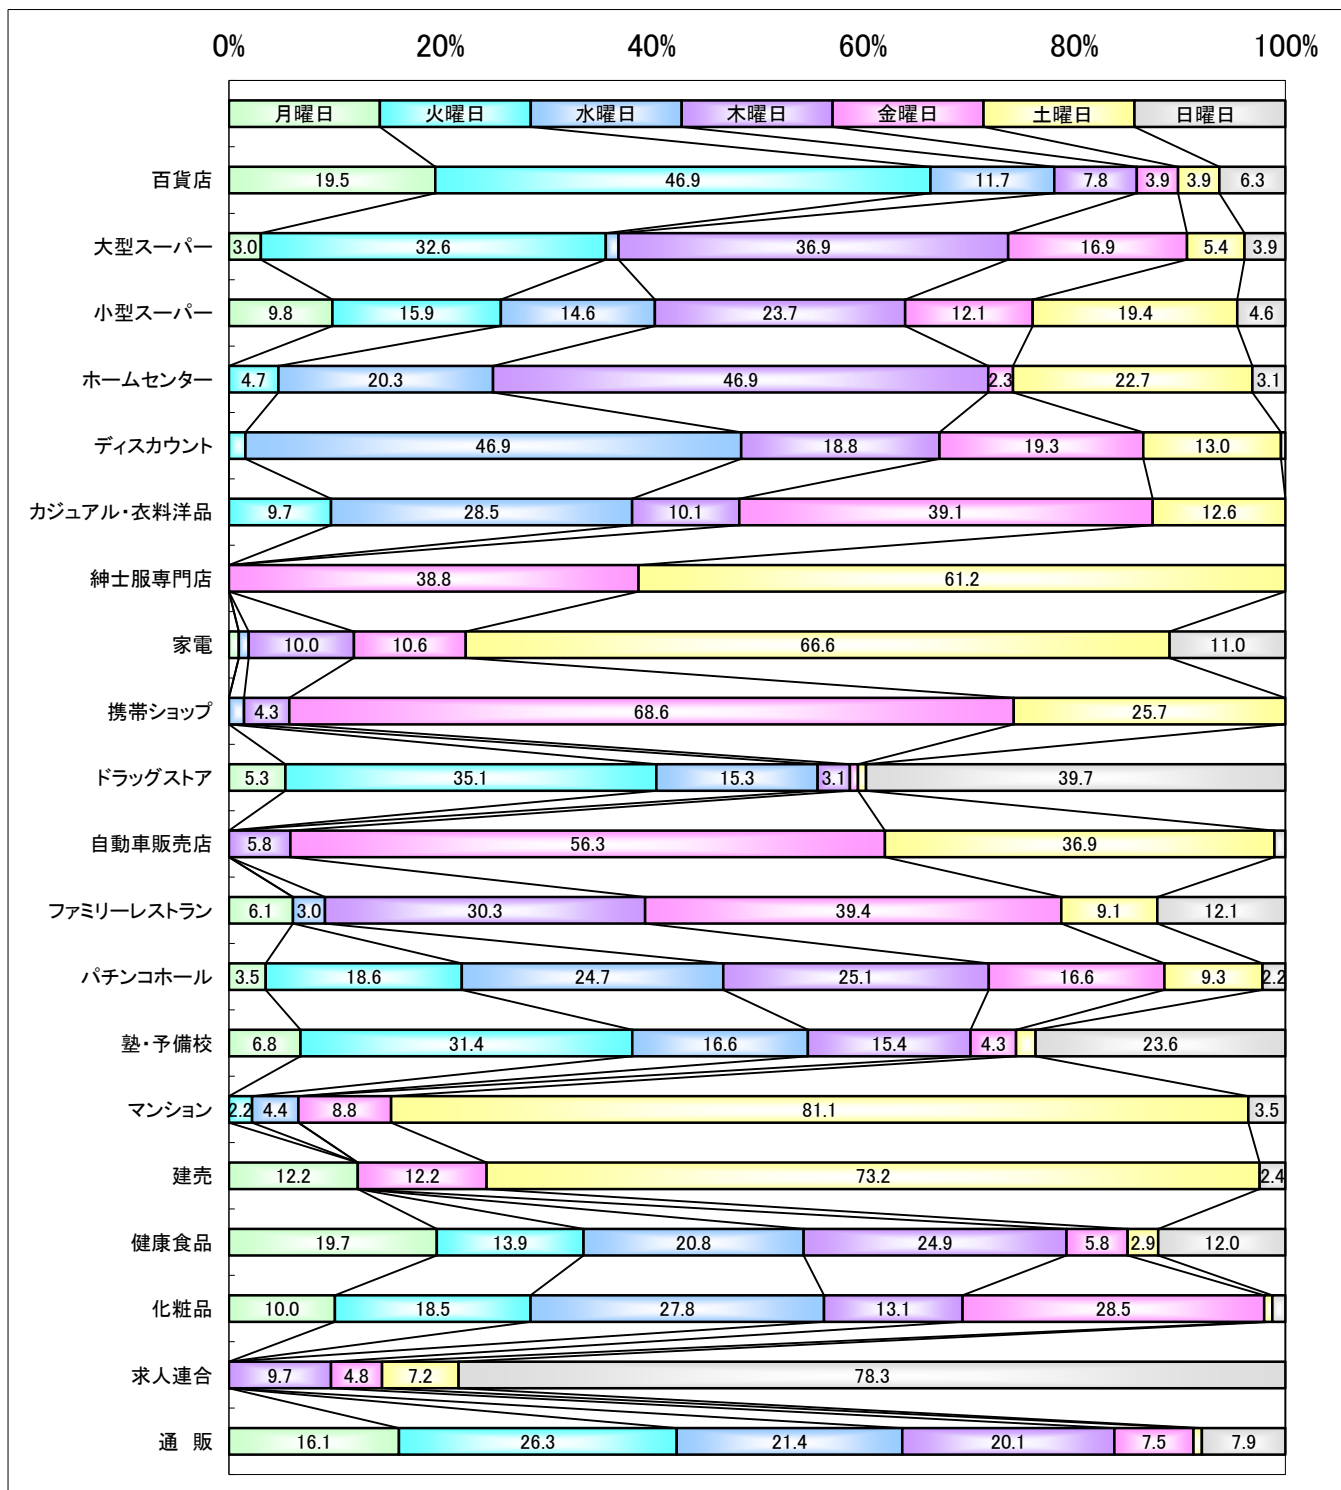 0% 20% 40% 60% 80% 100%
月曜日 火曜日 水曜日 木曜日 金曜日 土曜日 日曜日
百貨店 19.5 46.9 11.7 7.8 3.9 3.9 6.3
大型スーパー 3.0 32.6 36.9 16.9 5.4 3.9
小型スーパー 9.8 15.9 14.6 23.7 12.1 19.4 4.6
ホームセンター 4.7 20.3 46.9 2.3 22.7 3.1
ディスカウント 46.9 18.8 19.3 13.0
カジュアル・衣料洋品 9.7 28.5 10.1 39.1 12.6
紳士服専門店 38.8 61.2
家電 10.0 10.6 66.6 11.0
携帯ショップ 4.3 68.6 25.7
ドラッグストア 5.3 35.1 15.3 3.1 39.7
自動車販売店 5.8 56.3 36.9
ファミリーレストラン 6.1 3.0 30.3 39.4 9.1 12.1
パチンコホール 3.5 18.6 24.7 25.1 16.6 9.3 2.2
塾・予備校 6.8 31.4 16.6 15.4 4.3 23.6
マンション 2.2 4.4 8.8 81.1 3.5
建売 12.2 12.2 73.2 2.4
健康食品 19.7 13.9 20.8 24.9 5.8 2.9 12.0
化粧品 10.0 18.5 27.8 13.1 28.5
求人連合 9.7 4.8 7.2 78.3
通　販 16.1 26.3 21.4 20.1 7.5 7.9